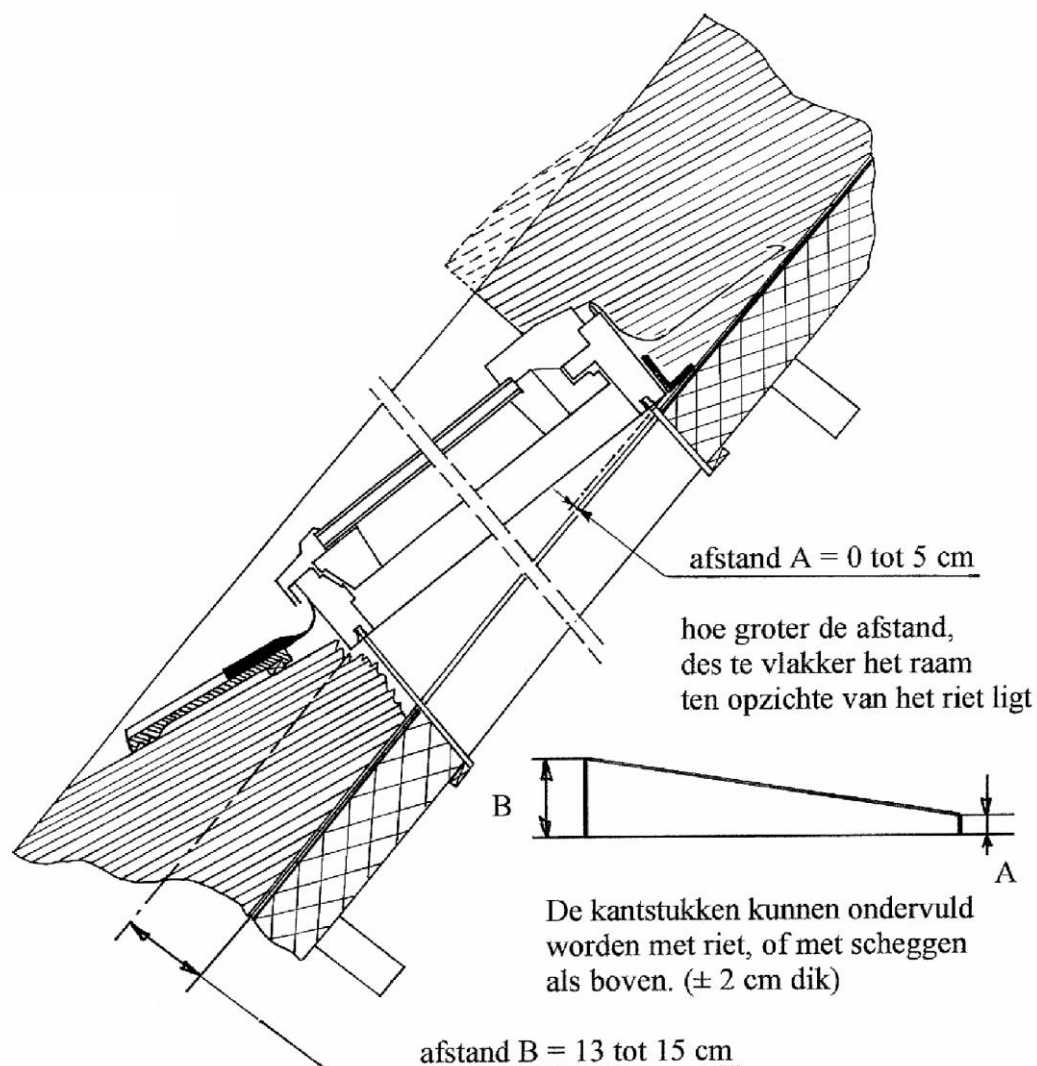 afstand A = 0 tot 5 cm
hoe groter de afstand,
des te vlakker het raam
ten opzichte van het riet ligt
B
A
De kantstukken kunnen ondervuld
worden met riet, of met scheggen
als boven. (± 2 cm dik)
afstand B = 13 tot 15 cm